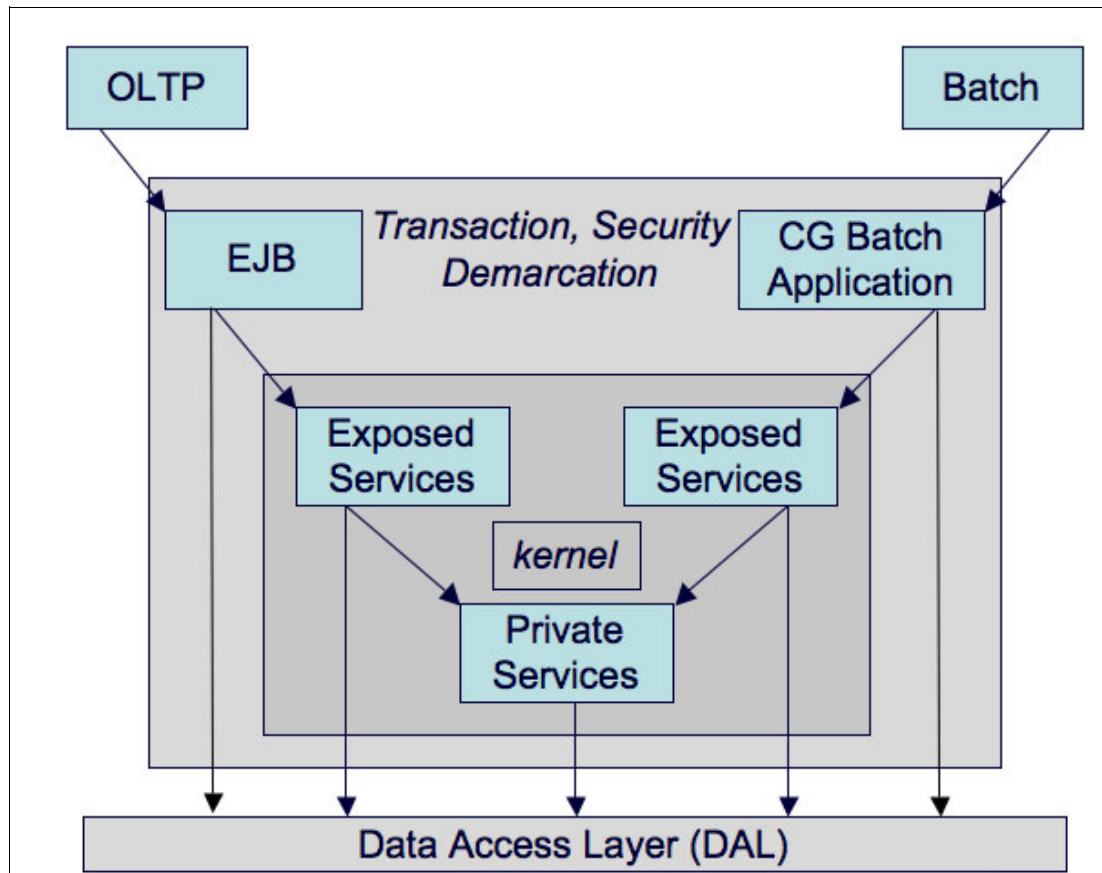 OLTP
Batch
EJB
Transaction, Security
Demarcation
CG Batch
Application
Exposed
Services
Exposed
Services
kernel
Private
Services
Data Access Layer (DAL)